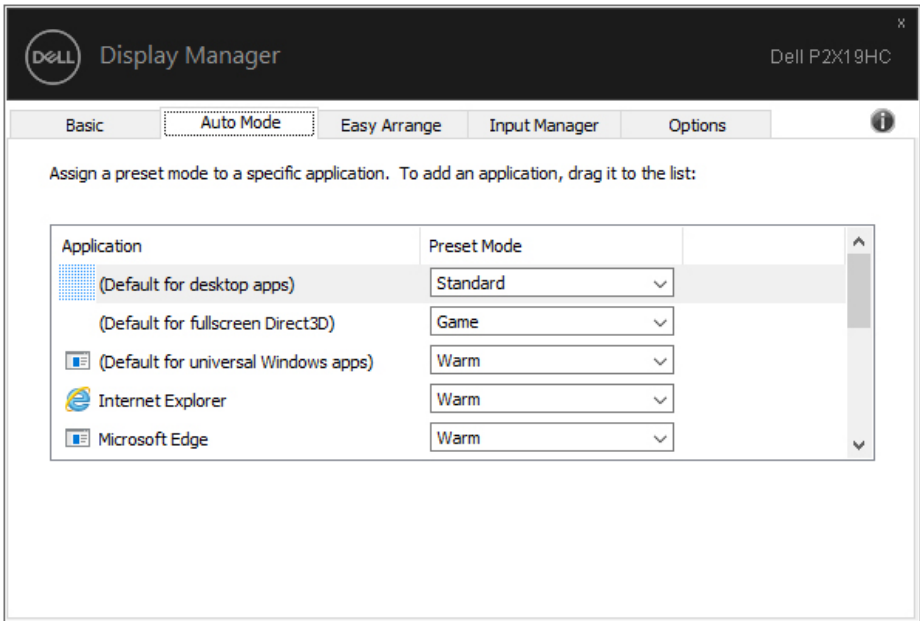 x
DELL Display Manager Dell P2X19HC
Basic Auto Mode Easy Arrange Input Manager Options
Assign a preset mode to a specific application. To add an application, drag it to the list:
Application Preset Mode
(Default for desktop apps) Standard
(Default for fullscreen Direct3D) Game
(Default for universal Windows apps) Warm
Internet Explorer Warm
Microsoft Edge Warm